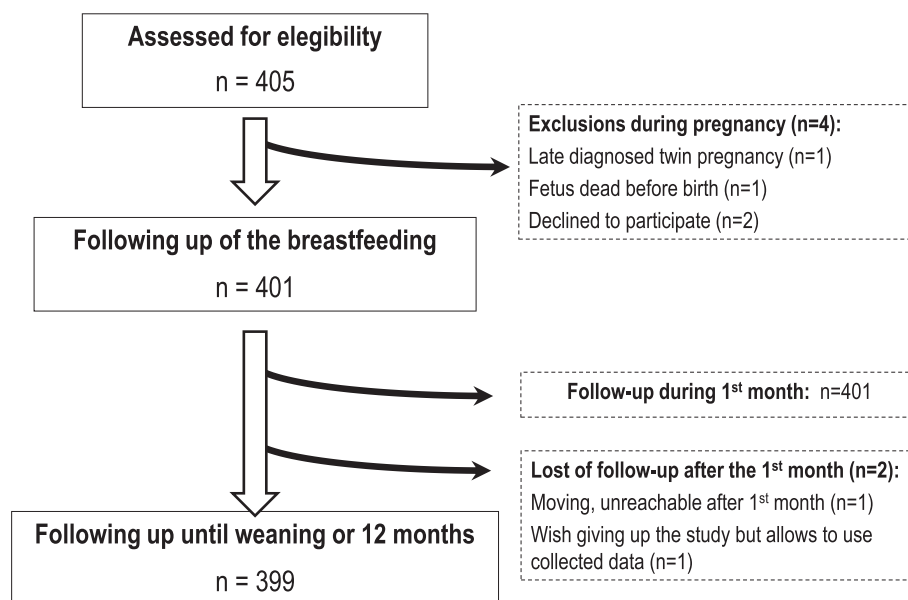 Assessed for elegibility
n = 405
Exclusions during pregnancy (n=4):
Late diagnosed twin pregnancy (n=1)
Fetus dead before birth (n=1)
Declined to participate (n=2)
Following up of the breastfeeding
n = 401
Follow-up during 1st month: n=401
Lost of follow-up after the 1st month (n=2):
Moving, unreachable after 1st month (n=1)
Wish giving up the study but allows to use
collected data (n=1)
Following up until weaning or 12 months
n = 399